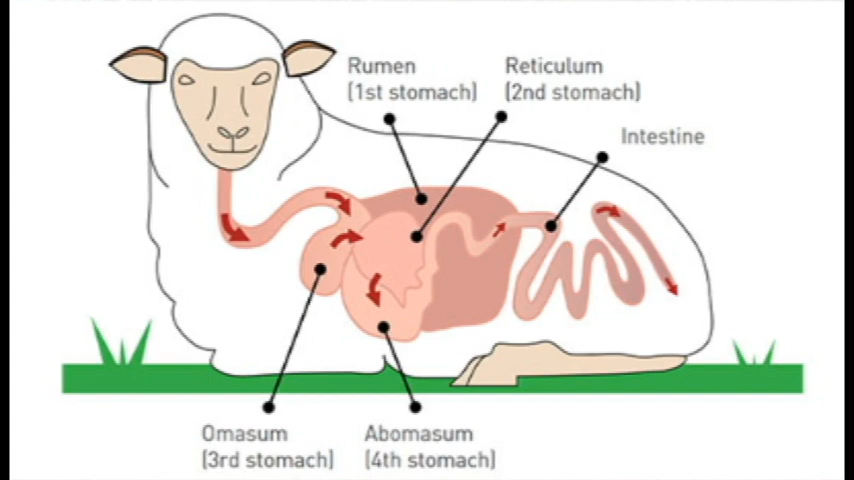 Rumen
(1st stomach)
Reticulum
(2nd stomach)
Intestine
Omasum
(3rd stomach)
Abomasum
(4th stomach)